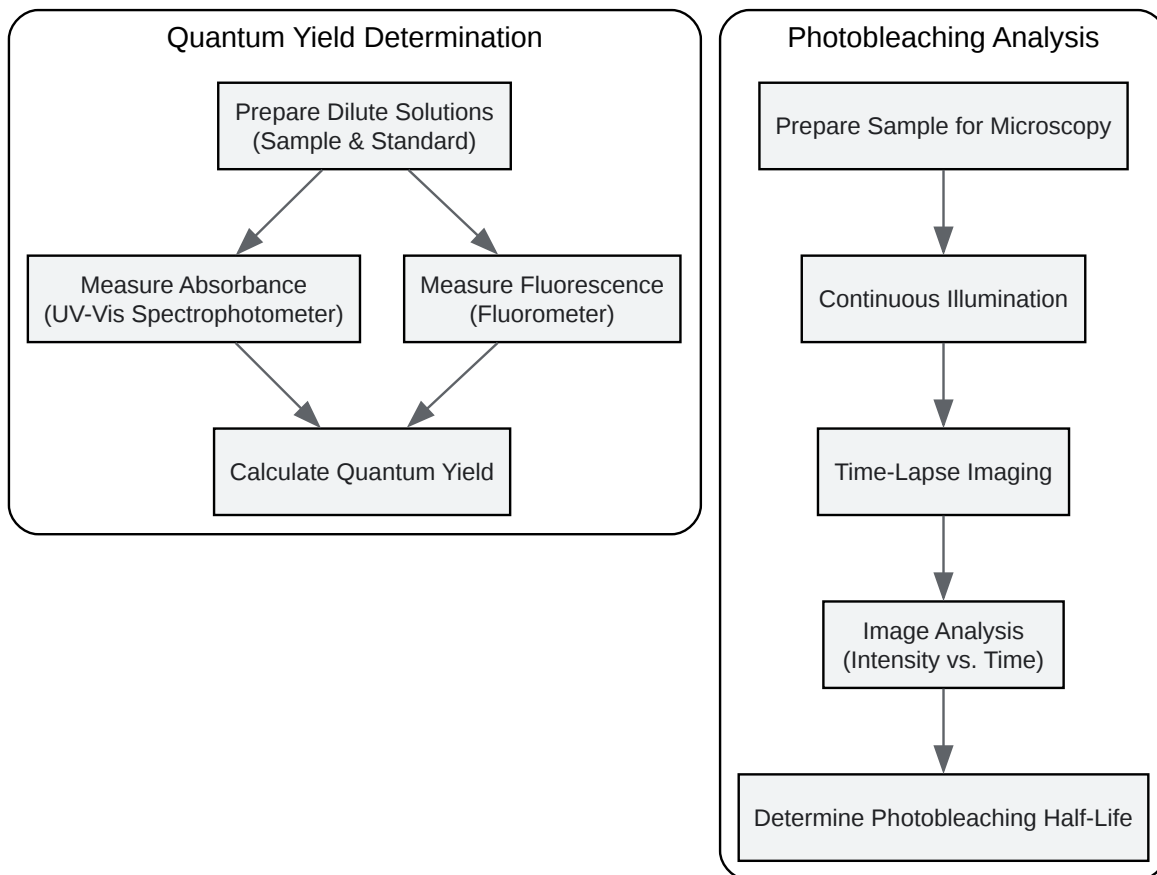 Quantum Yield Determination
Prepare Dilute Solutions
(Sample & Standard)
Measure Absorbance
(UV-Vis Spectrophotometer)
Measure Fluorescence
(Fluorometer)
Calculate Quantum Yield
Photobleaching Analysis
Prepare Sample for Microscopy
Continuous Illumination
Time-Lapse Imaging
Image Analysis
(Intensity vs. Time)
Determine Photobleaching Half-Life